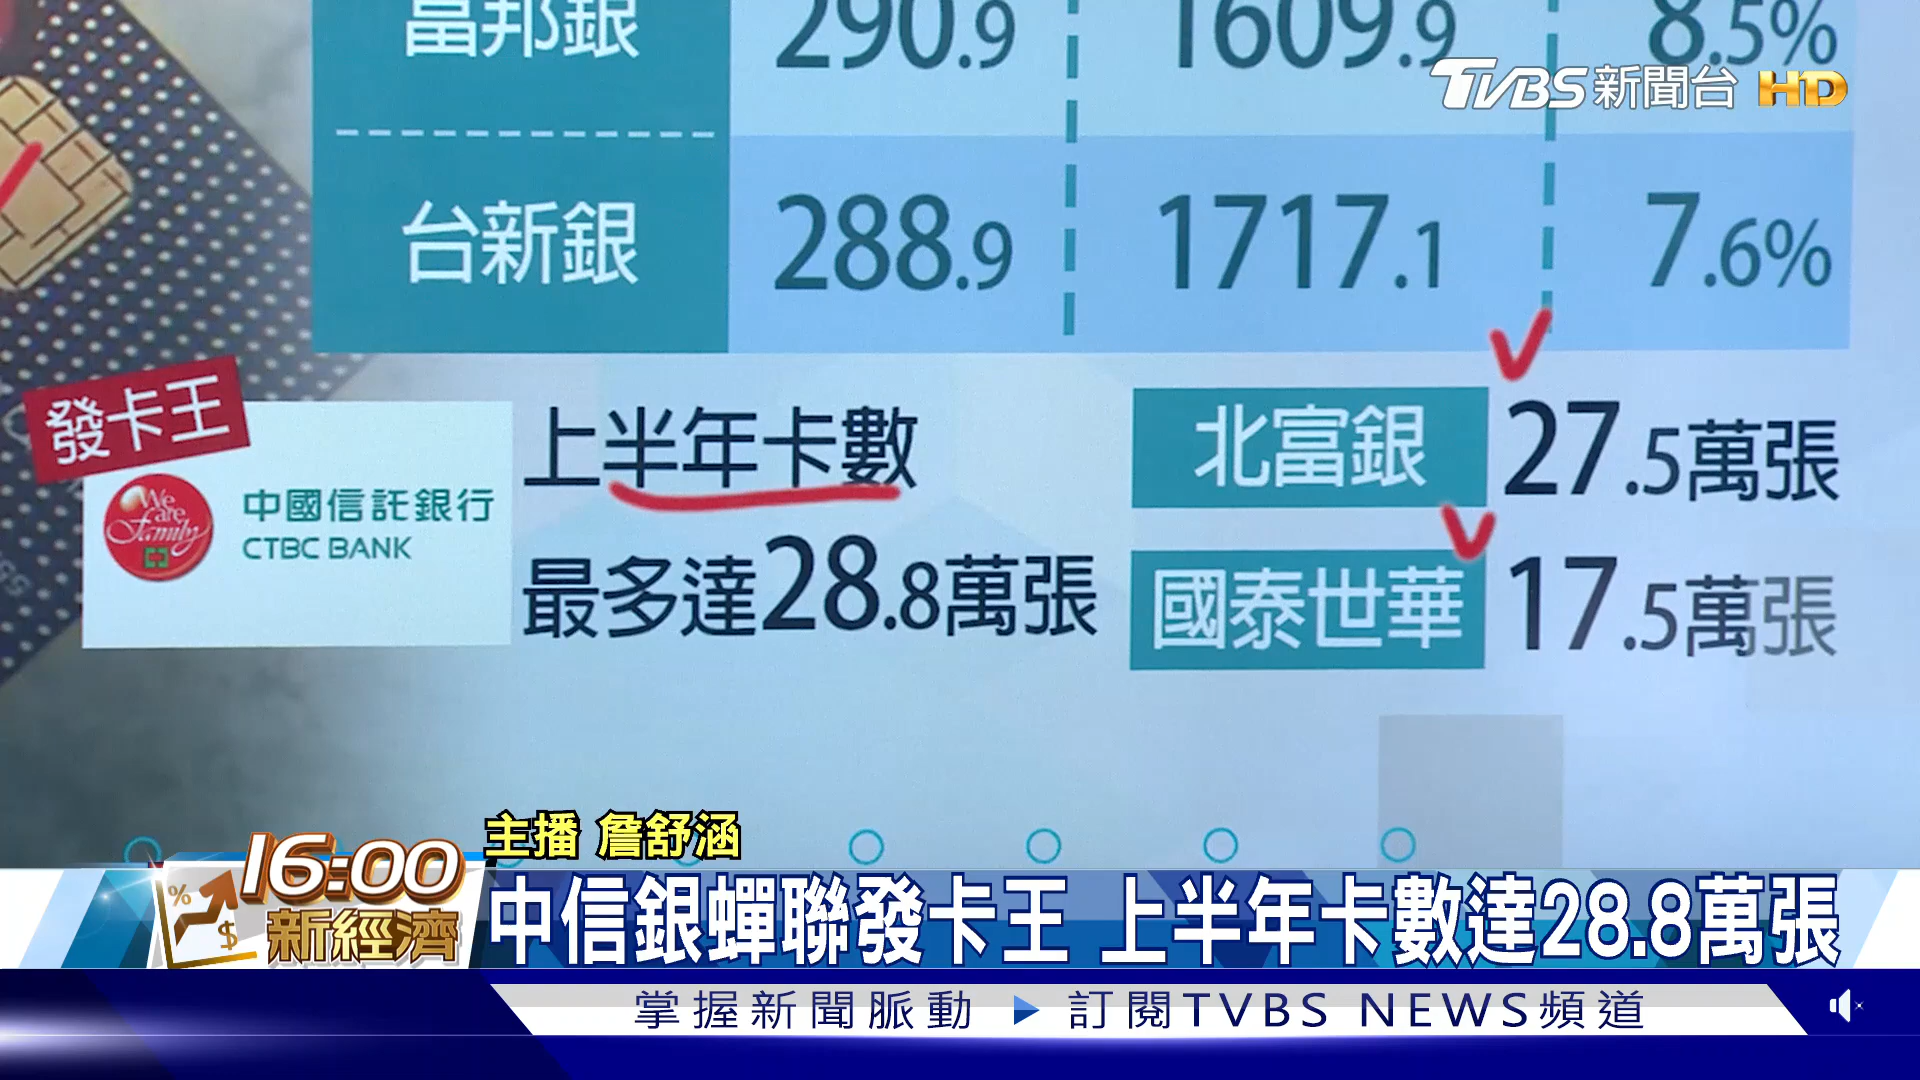 富邦銀 290.9 1609.9 8.5%
TVBS新聞台 HD
台新銀 288.9 1717.1 7.6%
發卡王
We are Family
中國信託銀行
CTBC BANK
上半年卡數
最多達28.8萬張
北富銀 27.5萬張
國泰世華 17.5萬張
主播 詹舒涵
16:00
% $
新經濟
中信銀蟬聯發卡王 上半年卡數達28.8萬張
掌握新聞脈動 ▶ 訂閱TVBS NEWS頻道